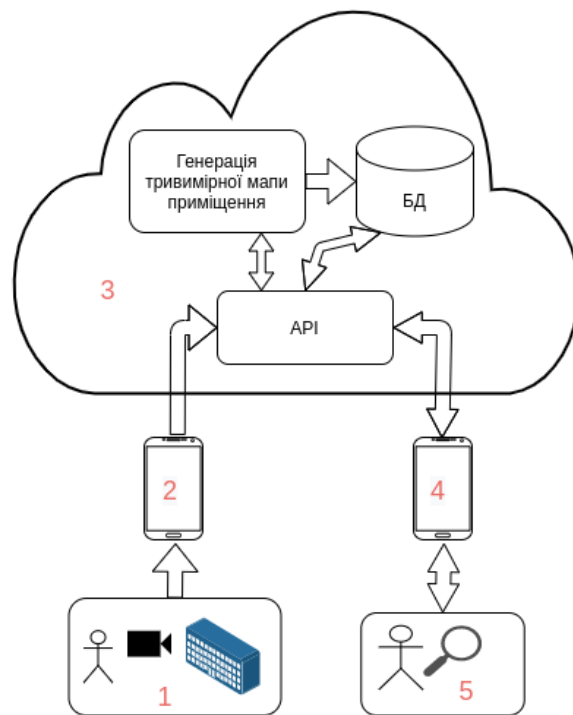 Генерація
тривимірної мапи
приміщення
БД
3
API
2
4
1
5